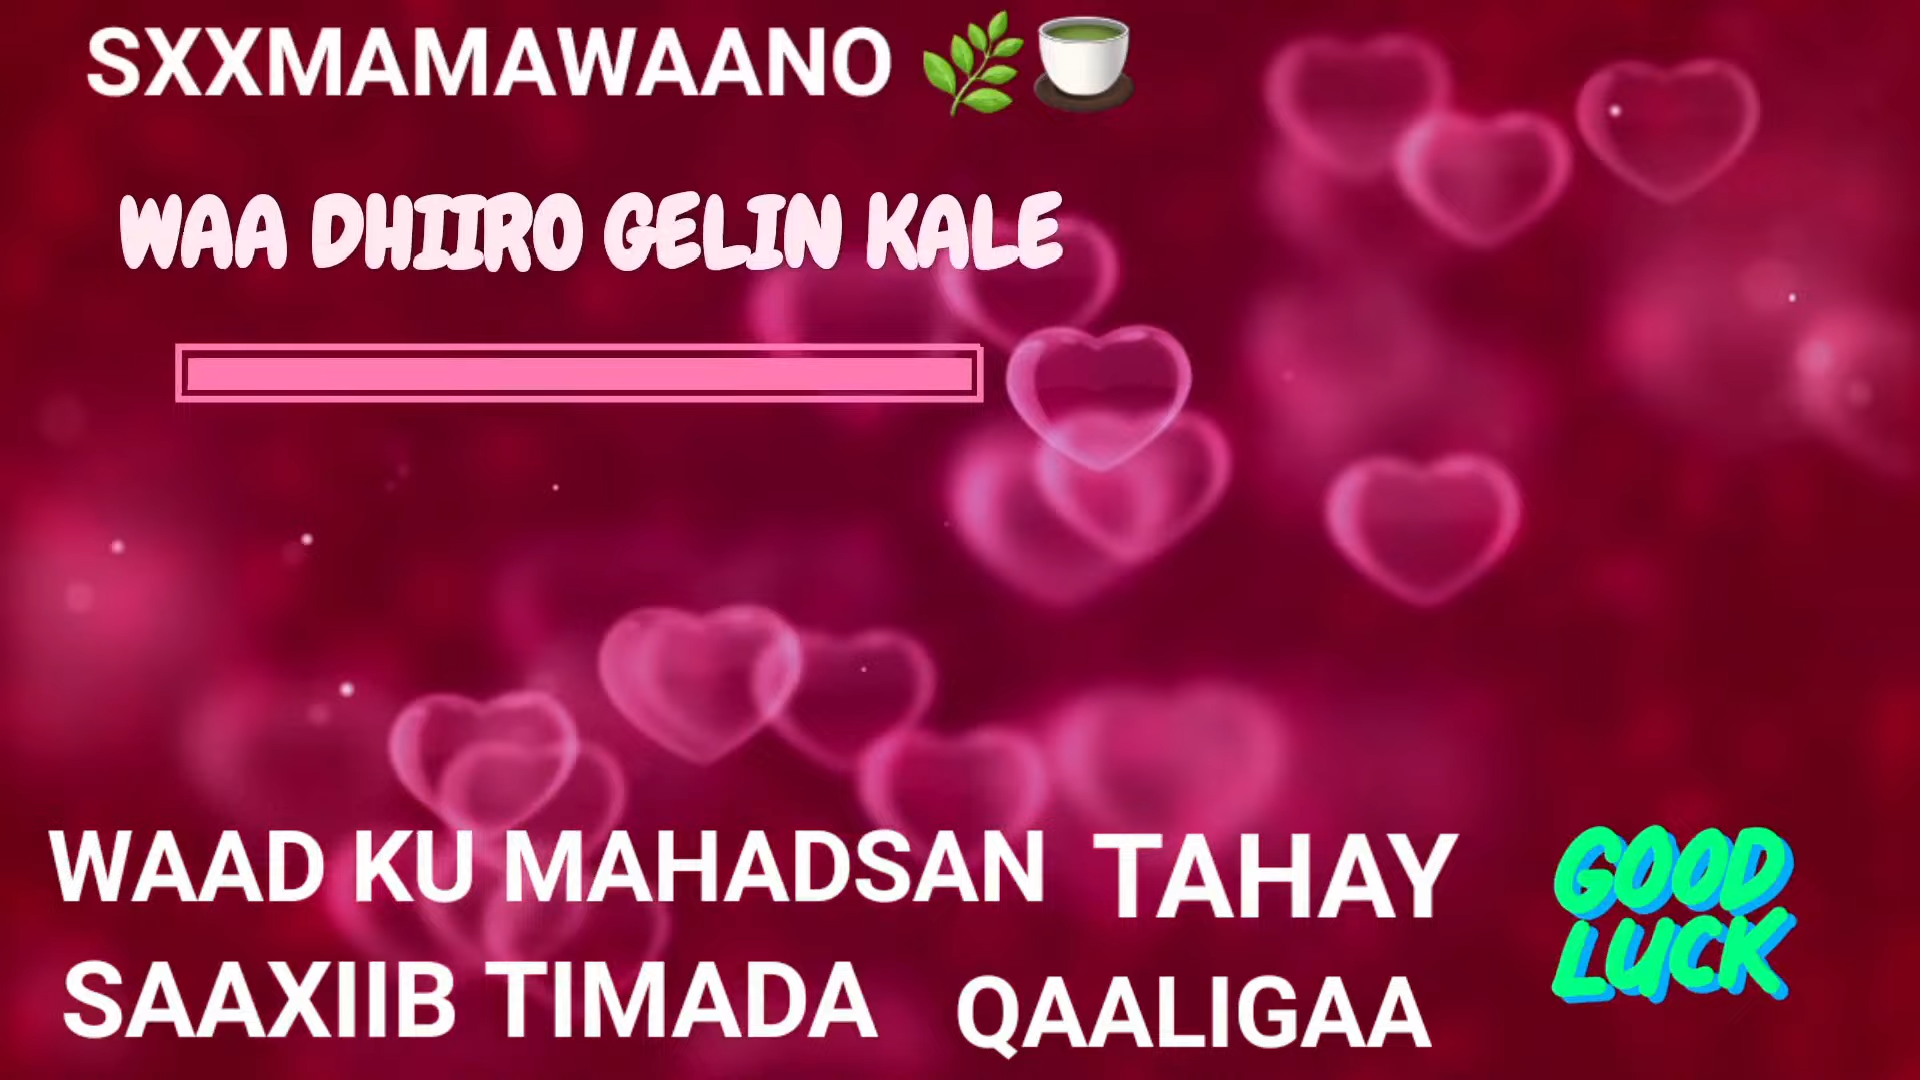 SXXMAMAWAANO 🌿🍵
WAA DHIIRO GELIN KALE
WAAD KU MAHADSAN TAHAY
SAAXIIB TIMADA QAALIGAA
GOOD
LUCK